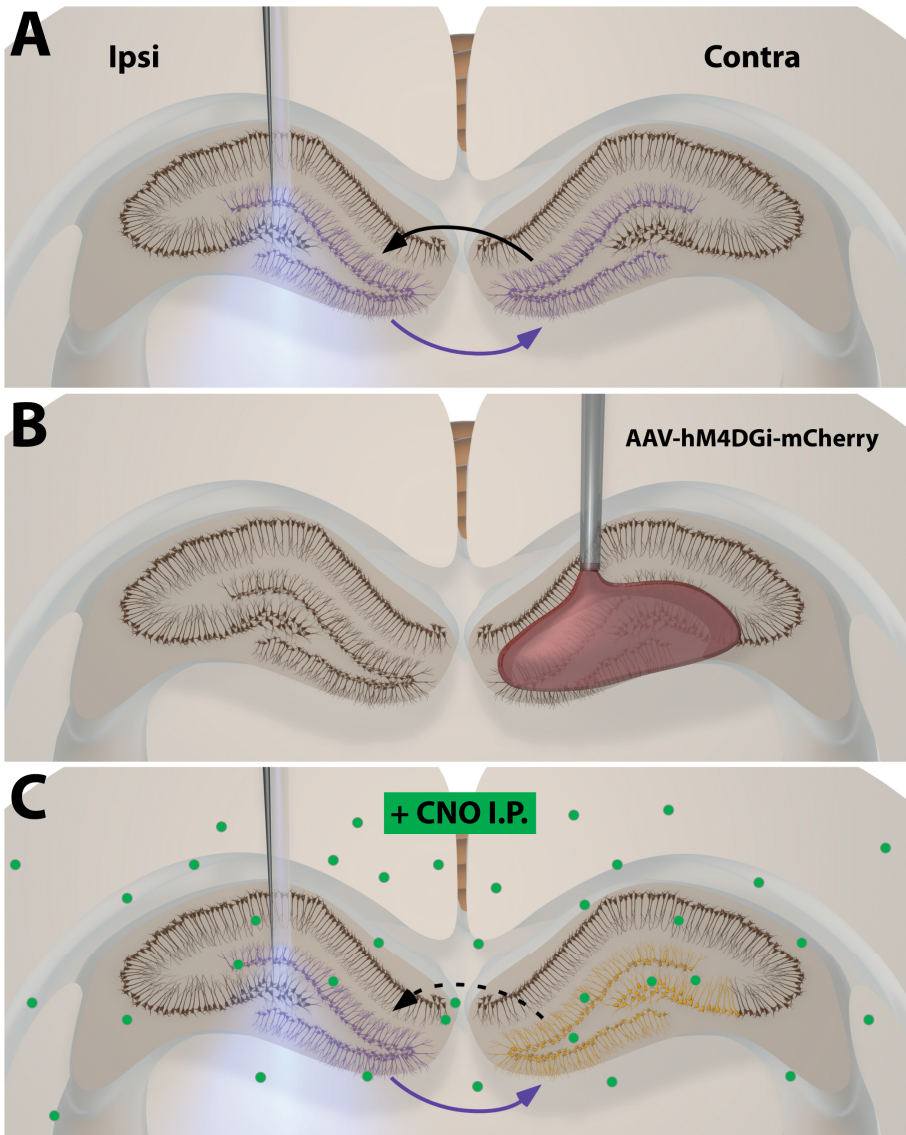 A
Ipsi
Contra
B
AAV-hM4DGi-mCherry
C
+ CNO I.P.